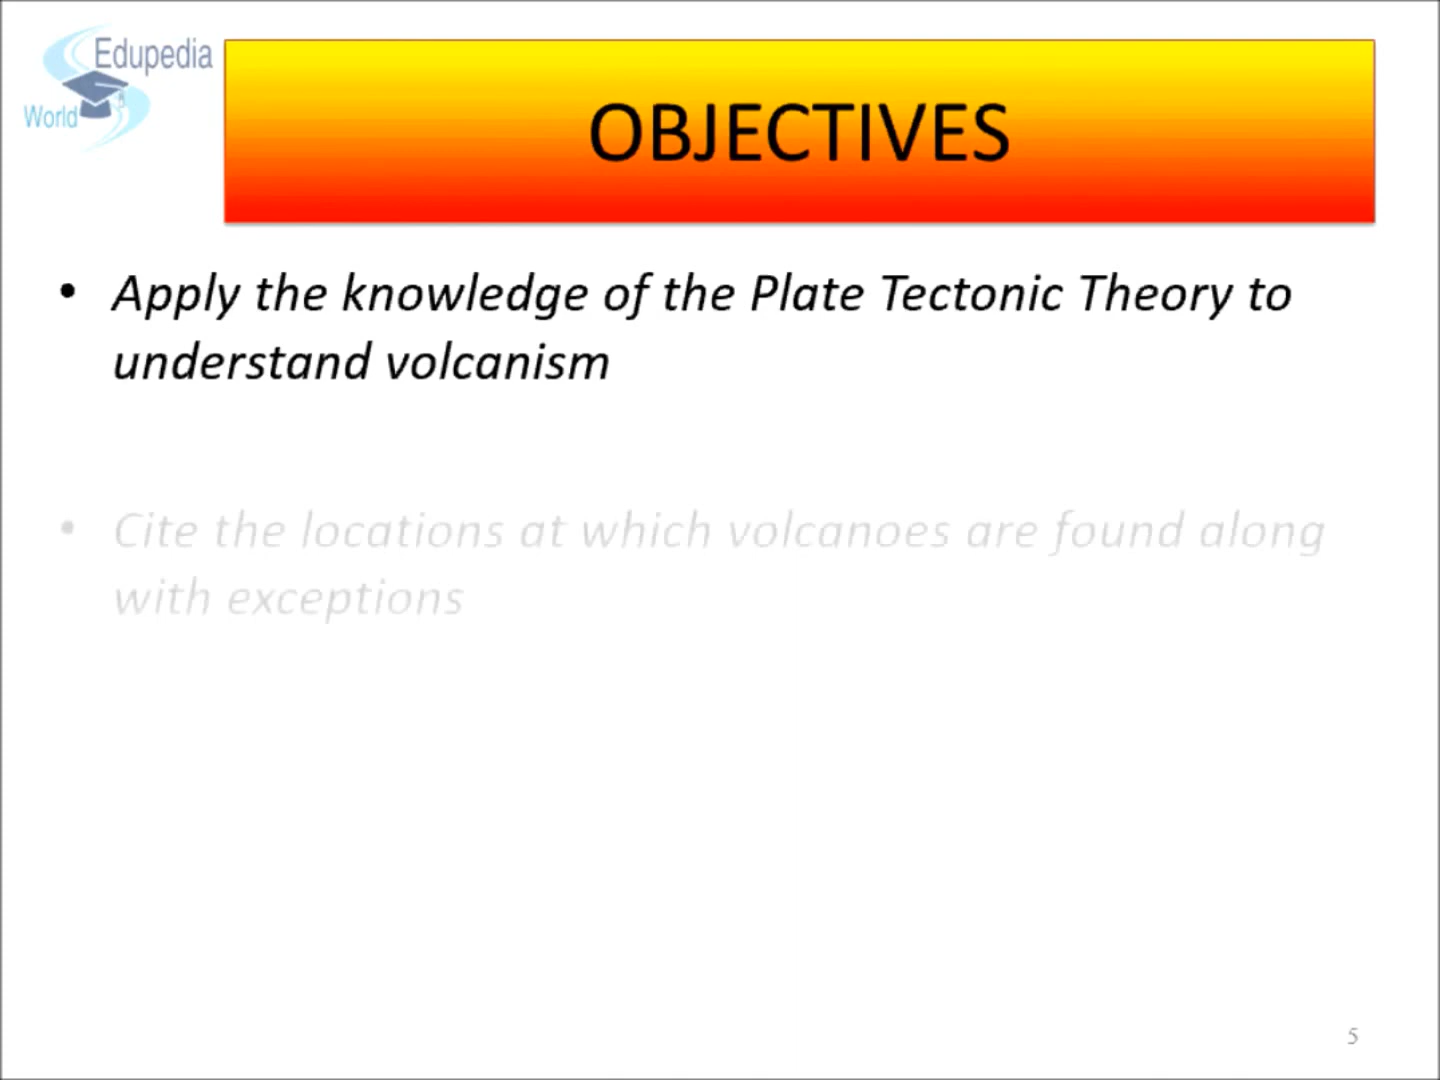 Edupedia
World
OBJECTIVES
• Apply the knowledge of the Plate Tectonic Theory to
understand volcanism
• Cite the locations at which volcanoes are found along
with exceptions
5